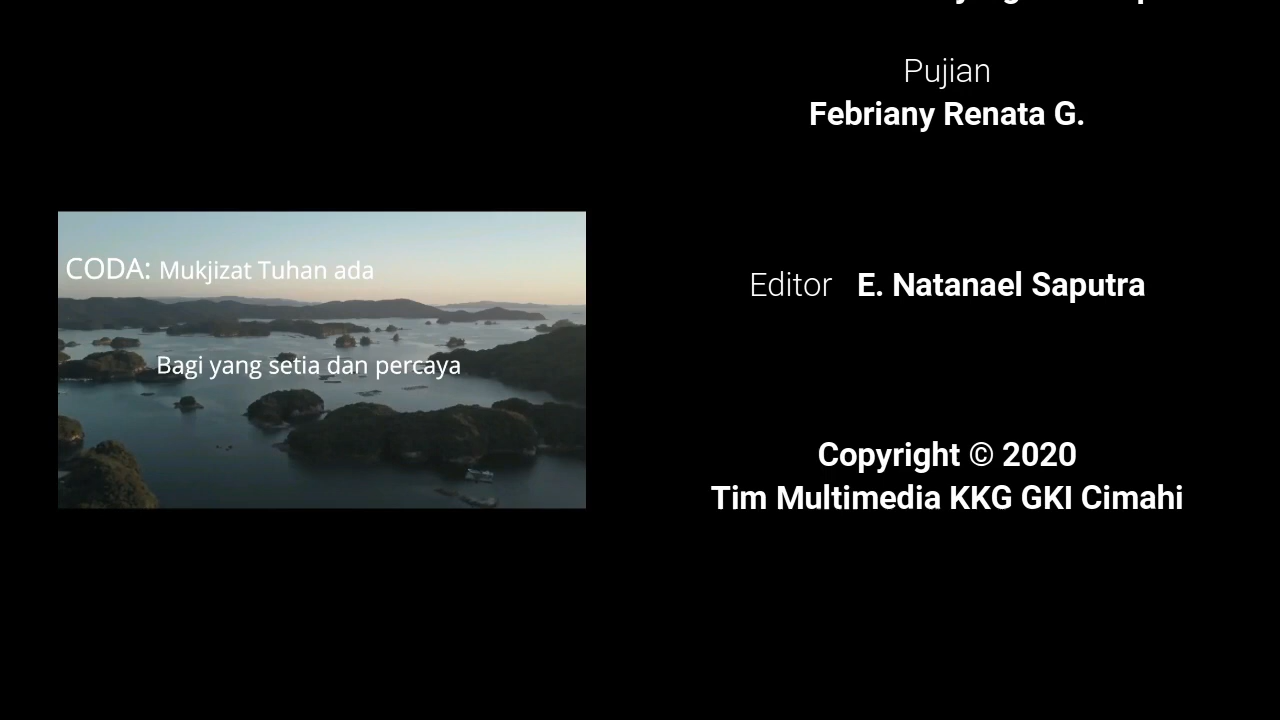 Pujian
Febriany Renata G.
CODA: Mukjizat Tuhan ada
Bagi yang setia dan percaya
Editor E. Natanael Saputra
Copyright © 2020
Tim Multimedia KKG GKI Cimahi